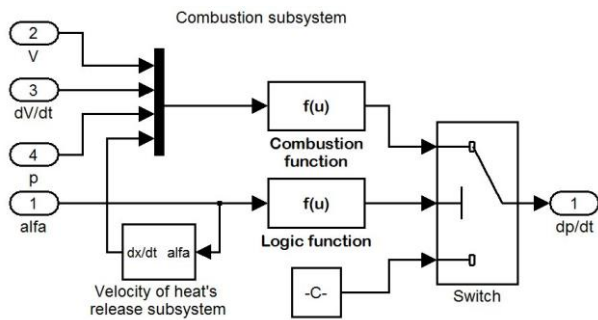 Combustion subsystem
2
V
3
dV/dt
4
p
1
alfa
f(u)
Combustion
function
f(u)
Logic function
dx/dt alfa
Velocity of heat's
release subsystem
-C-
Switch
1
dp/dt